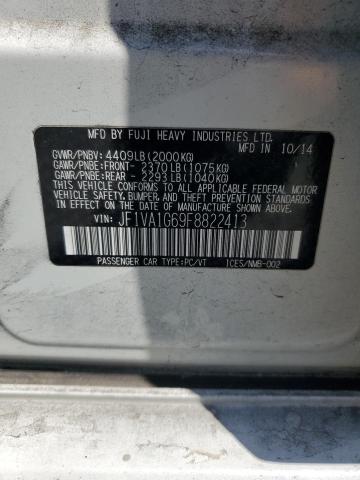 MFD BY FUJI HEAVY INDUSTRIES LTD.
GVWR/PNBV: 4409LB(2000KG) IN 10/14
GAWR/PNBE:FRONT- 2370LB(1075KG)
GAWR/PNBE:REAR - 2293LB(1040KG)
THIS VEHICLE CONFORMS TO ALL APPLICABLE FEDERAL MOTOR
VEHICLE SAFETY, BUMPER, AND THEFT PREVENTION STANDARDS
IN EFFECT ON THE DATE OF MANUFACTURE SHOWN ABOVE.
VIN: JF1VA1G69F8822413
PASSENGER CAR TYPE:PC/VT ICES/NMB-002